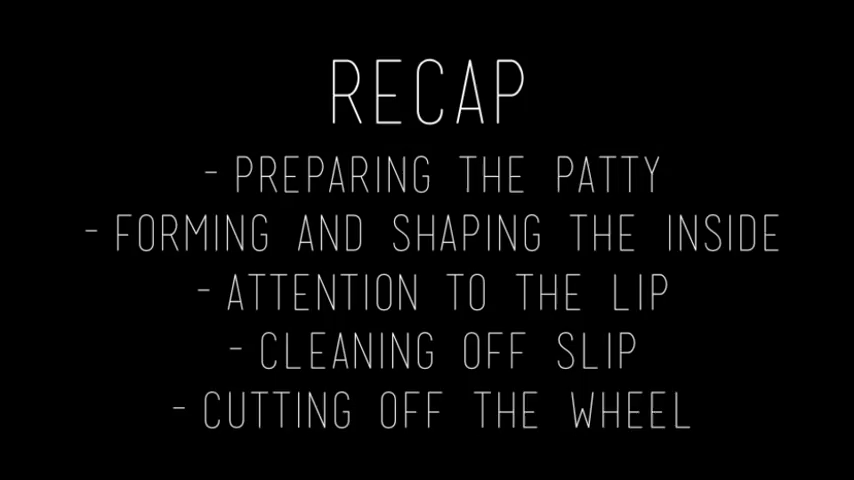 RECAP
- PREPARING THE PATTY
- FORMING AND SHAPING THE INSIDE
- ATTENTION TO THE LIP
- CLEANING OFF SLIP
- CUTTING OFF THE WHEEL